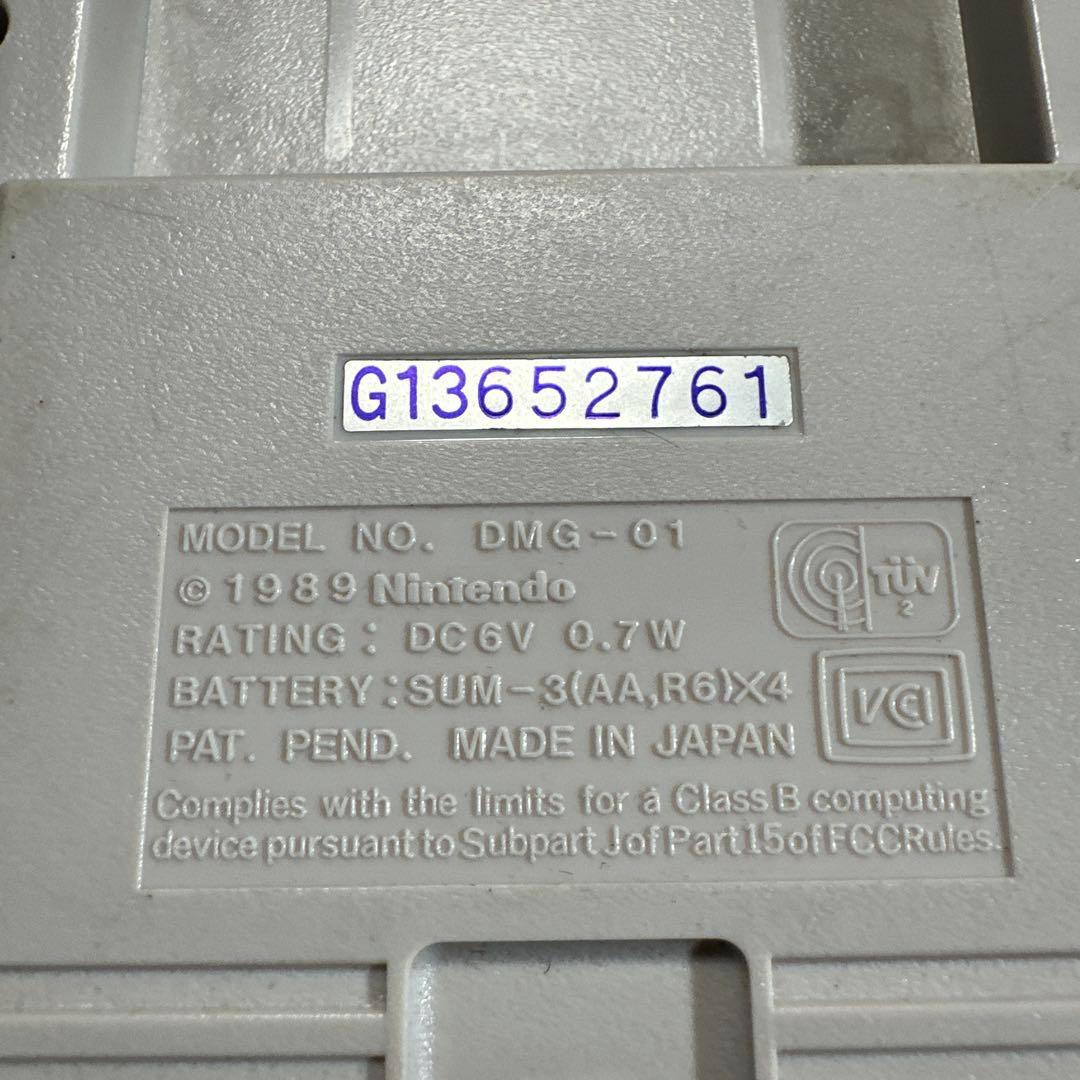 G13652761
MODEL NO. DMG-01
© 1989 Nintendo
RATING: DC6V 0.7W
BATTERY:SUM-3(AA,R6)X4
PAT. PEND. MADE IN JAPAN
TÜV
2
VCI
Complies with the limits for a Class B computing
device pursuant to Subpart J of Part 15 of FCC Rules.